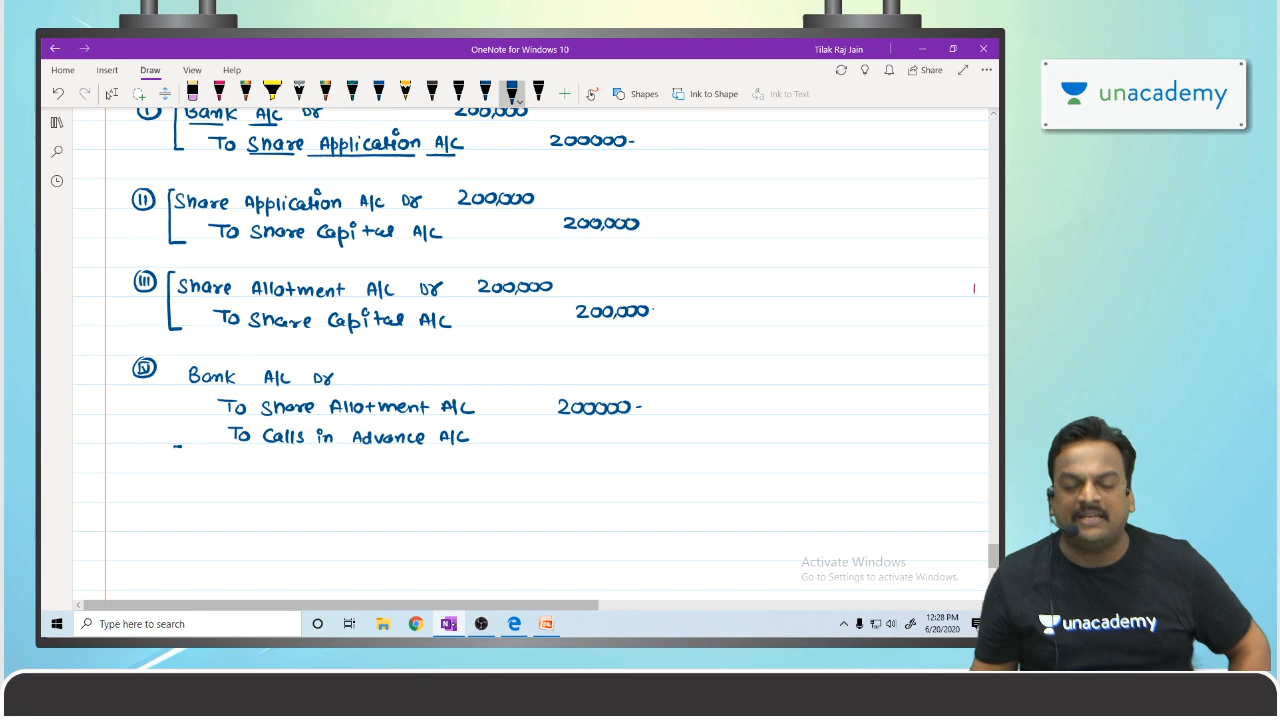 OneNote for Windows 10
Tilak Raj Jain
Home Insert Draw View Help
Share
Shapes Ink to Shape Ink to Text
unacademy
I Bank A/C Dr 200,000
To Share Application A/C 200000-
II Share Application A/C Dr 200,000
To Share Capital A/C 200,000
III Share Allotment A/C Dr 200,000
To Share Capital A/C 200,000
IV Bank A/C Dr
To Share Allotment A/C 200000-
To Calls in Advance A/C
Activate Windows
Go to Settings to activate Windows.
Type here to search
12:28 PM
6/20/2020
unacademy